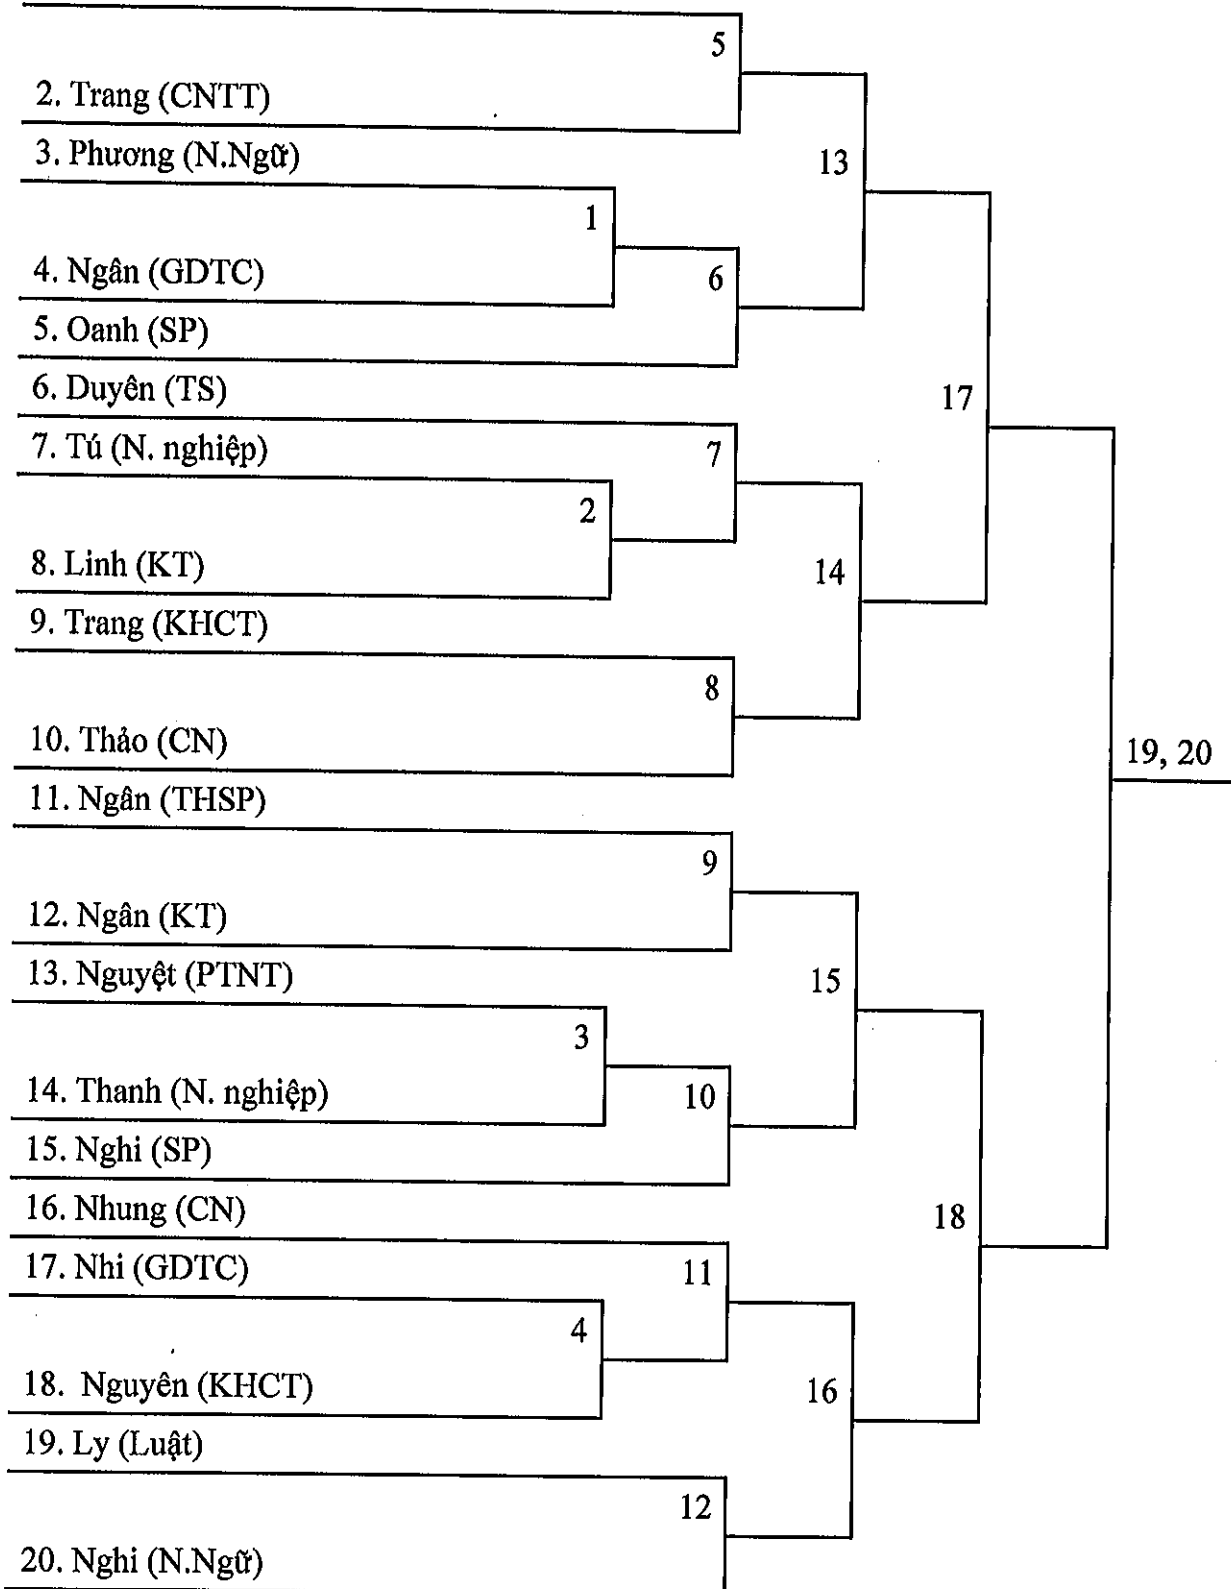 5
2. Trang (CNTT)
3. Phương (N.Ngữ)
13
1
4. Ngân (GDTC)
6
5. Oanh (SP)
6. Duyên (TS)
17
7. Tú (N. nghiệp)
7
2
8. Linh (KT)
14
9. Trang (KHCT)
8
10. Thảo (CN)
19, 20
11. Ngân (THSP)
9
12. Ngân (KT)
13. Nguyệt (PTNT)
15
3
14. Thanh (N. nghiệp)
10
15. Nghi (SP)
16. Nhung (CN)
18
17. Nhi (GDTC)
11
4
18. Nguyên (KHCT)
16
19. Ly (Luật)
12
20. Nghi (N.Ngữ)